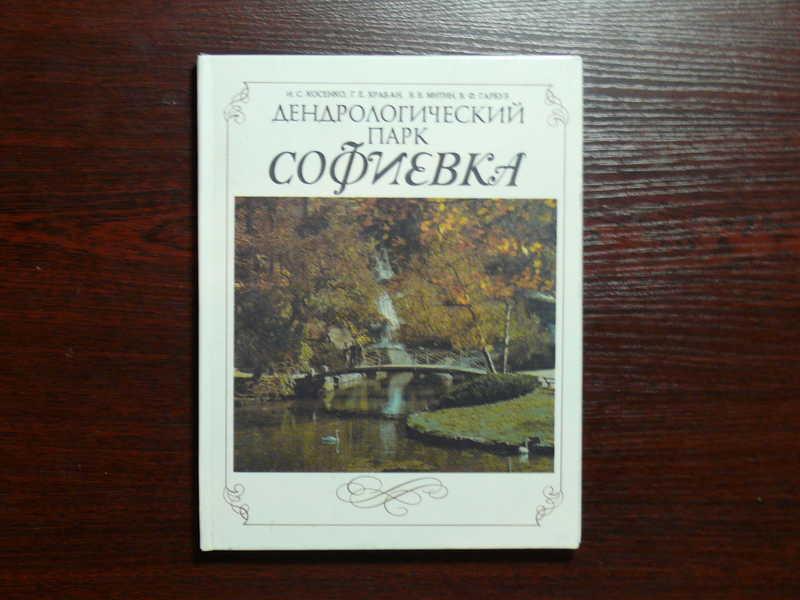 И. С. КОСЕНКО, Г. Е. ХРАБАН, В. В. МИТИН, В. Ф. ГАРБУЗ
ДЕНДРОЛОГИЧЕСКИЙ
ПАРК
СОФИЕВКА